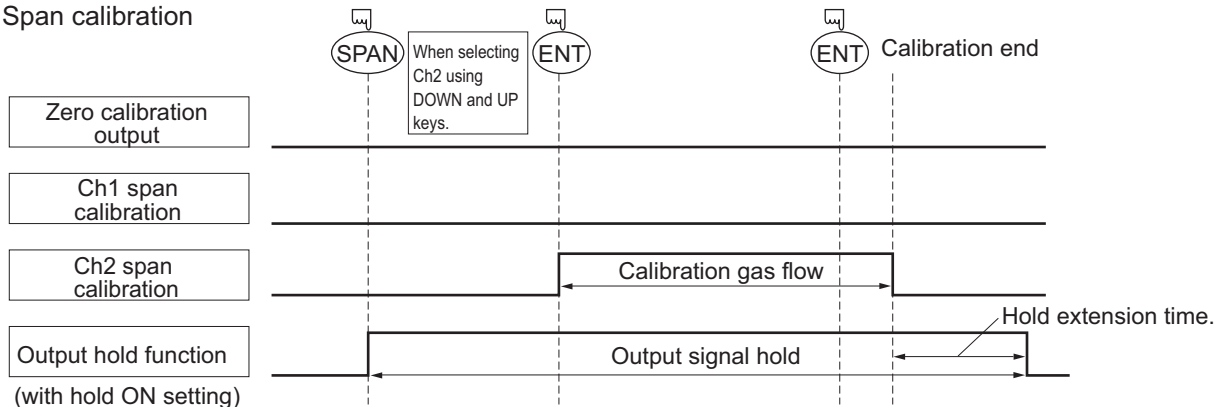 Span calibration
SPAN
When selecting
Ch2 using
DOWN and UP
keys.
ENT
ENT
Calibration end
Zero calibration
output
Ch1 span
calibration
Ch2 span
calibration
Calibration gas flow
Hold extension time.
Output hold function
Output signal hold
(with hold ON setting)